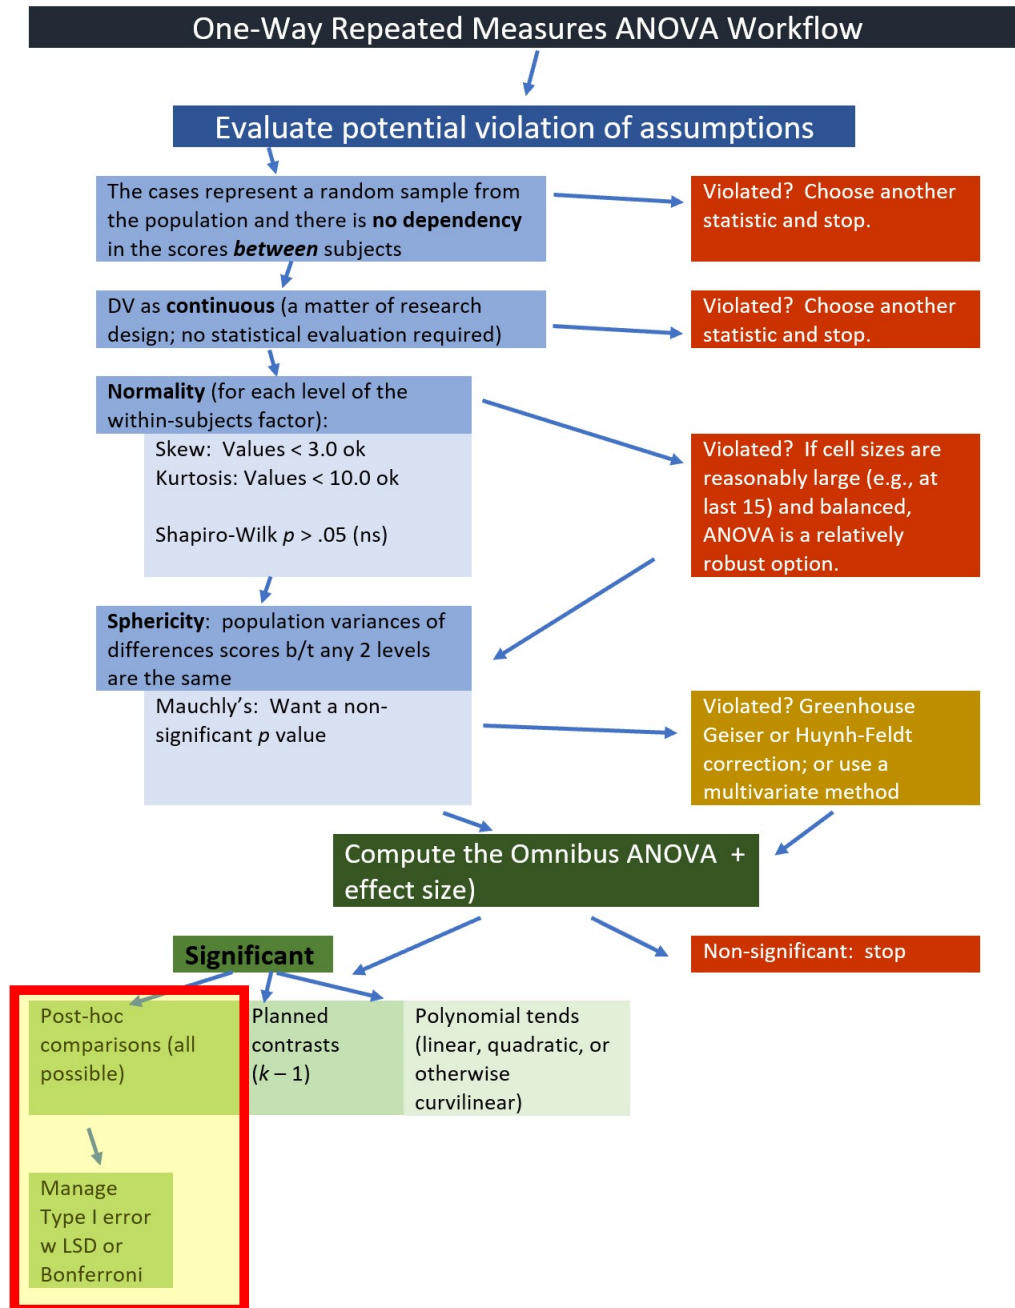 One-Way Repeated Measures ANOVA Workflow
Evaluate potential violation of assumptions
The cases represent a random sample from
the population and there is no dependency
in the scores between subjects
Violated?  Choose another
statistic and stop.
DV as continuous (a matter of research
design; no statistical evaluation required)
Violated?  Choose another
statistic and stop.
Normality (for each level of the
within-subjects factor):
Skew:  Values < 3.0 ok
Kurtosis: Values < 10.0 ok
Shapiro-Wilk p > .05 (ns)
Violated?  If cell sizes are
reasonably large (e.g., at
last 15) and balanced,
ANOVA is a relatively
robust option.
Sphericity:  population variances of
differences scores b/t any 2 levels
are the same
Mauchly's:  Want a non-
significant p value
Violated? Greenhouse
Geiser or Huynh-Feldt
correction; or use a
multivariate method
Compute the Omnibus ANOVA  +
effect size)
Significant
Non-significant:  stop
Post-hoc
comparisons (all
possible)
Planned
contrasts
(k – 1)
Polynomial tends
(linear, quadratic, or
otherwise
curvilinear)
Manage
Type I error
w LSD or
Bonferroni